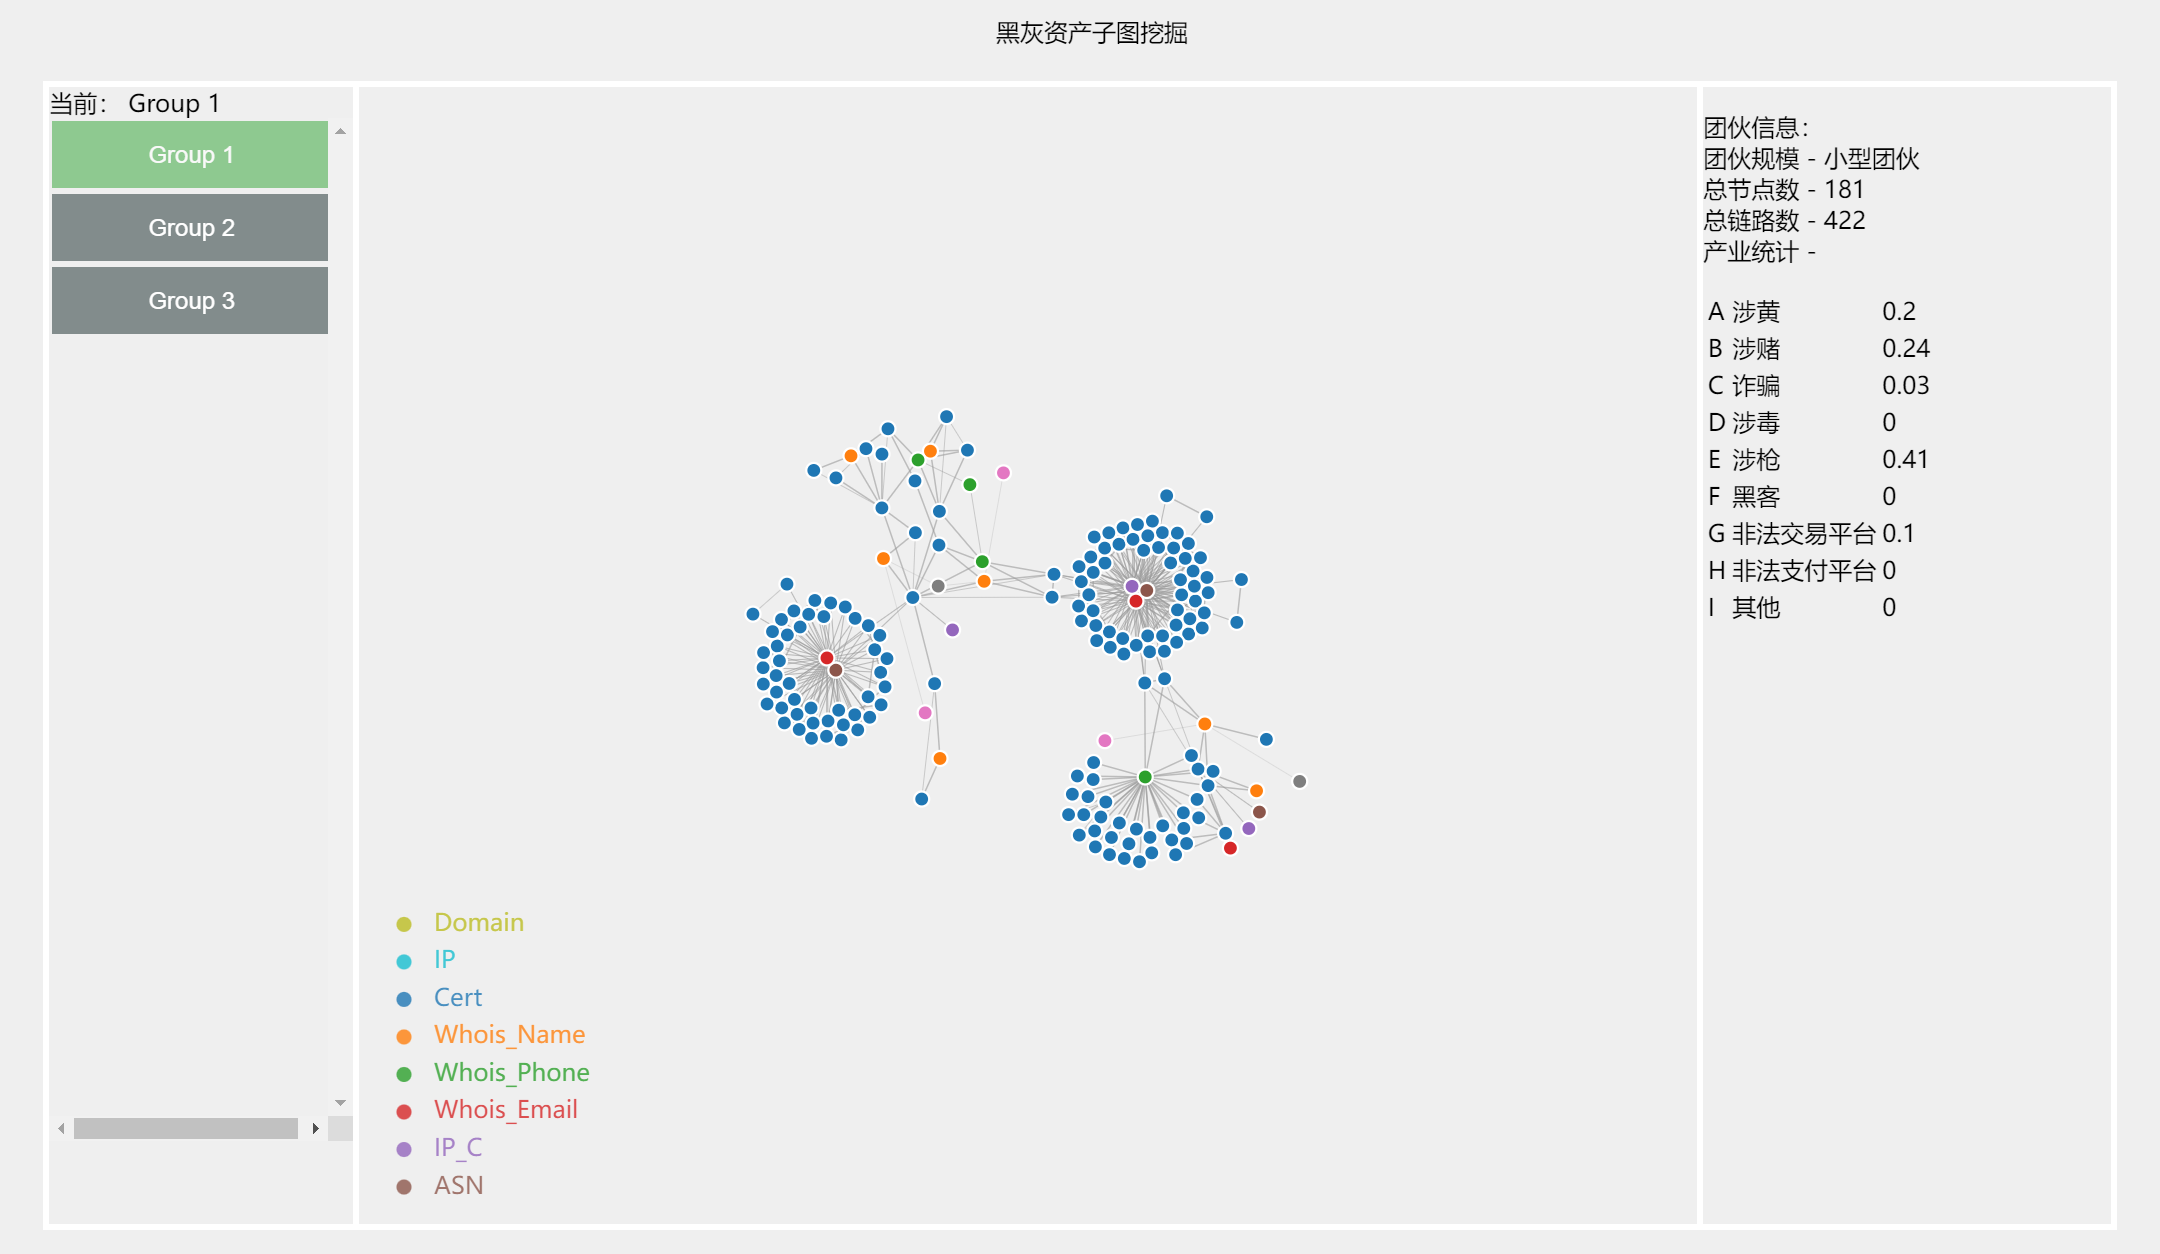 黑灰资产子图挖掘
当前： Group 1
Group 1
Group 2
Group 3
Domain
IP
Cert
Whois_Name
Whois_Phone
Whois_Email
IP_C
ASN
团伙信息：
团伙规模 - 小型团伙
总节点数 - 181
总链路数 - 422
产业统计 -
A 涉黄 0.2
B 涉赌 0.24
C 诈骗 0.03
D 涉毒 0
E 涉枪 0.41
F 黑客 0
G 非法交易平台 0.1
H 非法支付平台 0
I 其他 0